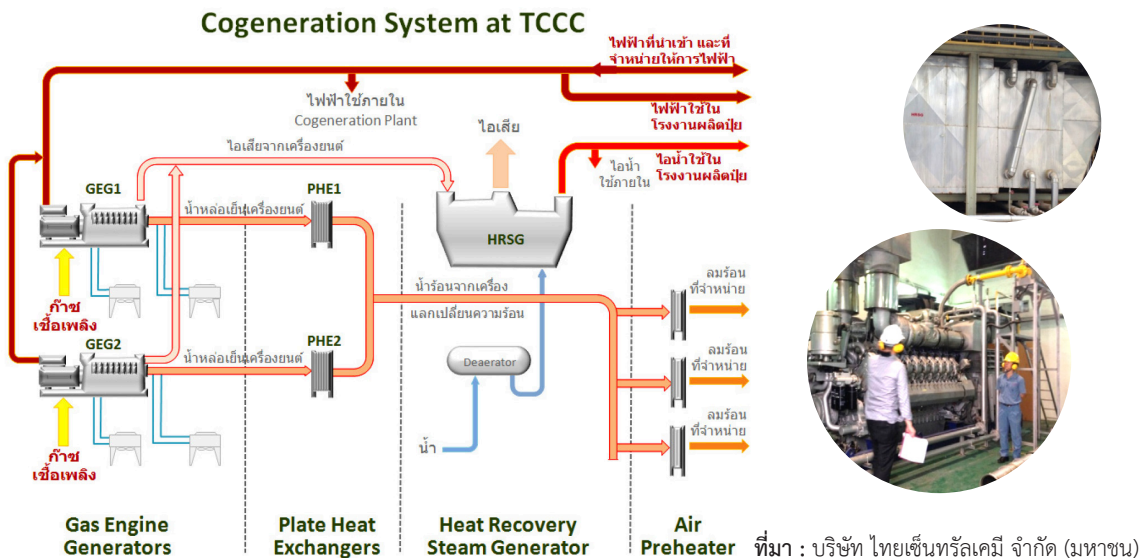 Cogeneration System at TCCC
ไฟฟ้าที่นำเข้า และที่
จำหน่ายให้การไฟฟ้า
ไฟฟ้าใช้ภายใน
Cogeneration Plant
ไฟฟ้าใช้ใน
โรงงานผลิตปุ๋ย
ไอเสีย
ไอเสียจากเครื่องยนต์
ไอน้ำ
ใช้ภายใน
ไอน้ำใช้ใน
โรงงานผลิตปุ๋ย
GEG1
PHE1
น้ำหล่อเย็นเครื่องยนต์
HRSG
ก๊าซ
เชื้อเพลิง
น้ำร้อนจากเครื่อง
แลกเปลี่ยนความร้อน
ลมร้อน
ที่จำหน่าย
GEG2
PHE2
น้ำหล่อเย็นเครื่องยนต์
Deaerator
ลมร้อน
ที่จำหน่าย
ก๊าซ
เชื้อเพลิง
น้ำ
ลมร้อน
ที่จำหน่าย
Gas Engine
Generators
Plate Heat
Exchangers
Heat Recovery
Steam Generator
Air
Preheater
ที่มา : บริษัท ไทยเซ็นทรัลเคมี จำกัด (มหาชน)